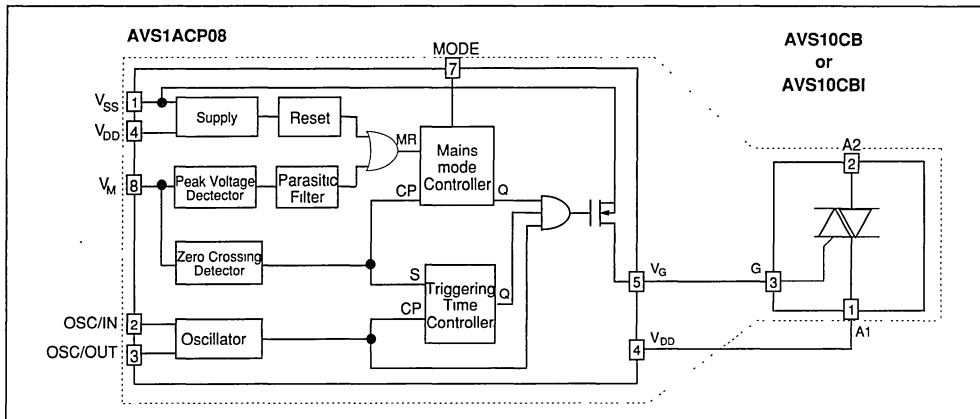 AVS1ACP08
MODE
7
AVS10CB
or
AVS10CBI
VSS
1
Supply
Reset
VDD
4
MR
Mains
mode
Controller
VM
8
Peak Voltage
Dectector
Parasitic
Filter
CP
Q
Zero Crossing
Detector
S
Triggering
Time
Controller
Q
CP
OSC/IN
2
Oscillator
OSC/OUT
3
5
VG
4
VDD
A2
2
G
3
1
A1